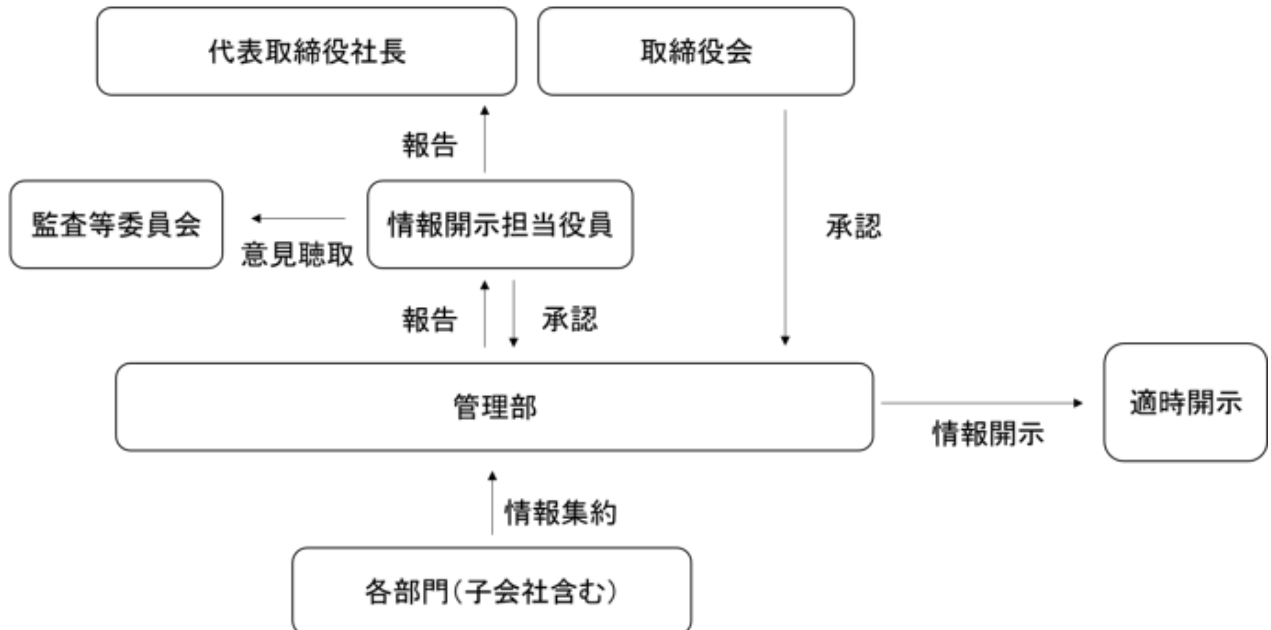 代表取締役社長
取締役会
報告
監査等委員会
情報開示担当役員
意見聴取
承認
報告
承認
管理部
適時開示
情報開示
情報集約
各部門(子会社含む)